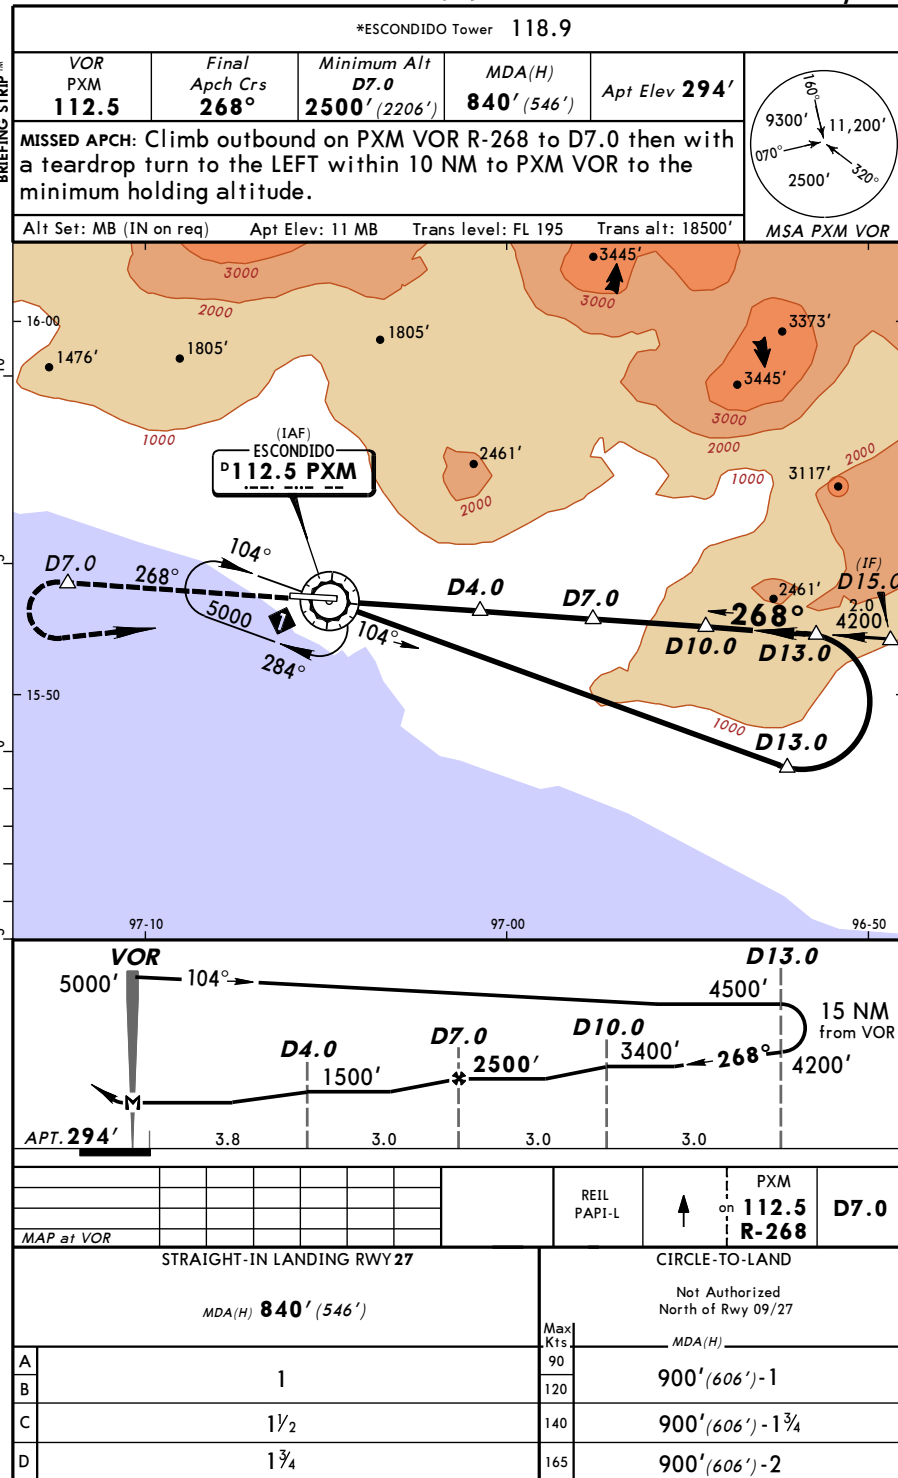 *ESCONDIDO Tower 118.9
BRIEFING STRIP™
VOR
PXM
112.5
Final
Apch Crs
268°
Minimum Alt
D7.0
2500' (2206')
MDA(H)
840' (546')
Apt Elev 294'
MISSED APCH: Climb outbound on PXM VOR R-268 to D7.0 then with
a teardrop turn to the LEFT within 10 NM to PXM VOR to the
minimum holding altitude.
Alt Set: MB (IN on req) Apt Elev: 11 MB Trans level: FL 195 Trans alt: 18500'
160°
9300'
11,200'
070°
320°
2500'
MSA PXM VOR
3445'
3000
3000
2000
16-00
3373'
1805'
1805'
1476'
3445'
3000
1000
2000
2000
(IAF)
ESCONDIDO
D 112.5 PXM
2461'
1000
3117'
2000
104°
D7.0
268°
D4.0
D7.0
2461'
(IF)
D15.0
5000
268°
2.0
4200
104°
D10.0
D13.0
284°
15-50
1000
D13.0
97-10
97-00
96-50
VOR
D13.0
5000'
104°
4500'
15 NM
from VOR
D4.0
D7.0
D10.0
1500'
2500'
3400'
268°
4200'
M
APT. 294'
3.8
3.0
3.0
3.0
MAP at VOR
REIL
PAPI-L
on
PXM
112.5
R-268
D7.0
STRAIGHT-IN LANDING RWY 27
CIRCLE-TO-LAND
Not Authorized
North of Rwy 09/27
MDA(H) 840' (546')
Max
Kts
MDA(H)
A
B
1
90
120
900' (606') - 1
C
1½
140
900' (606') - 1¾
D
1¾
165
900' (606') - 2